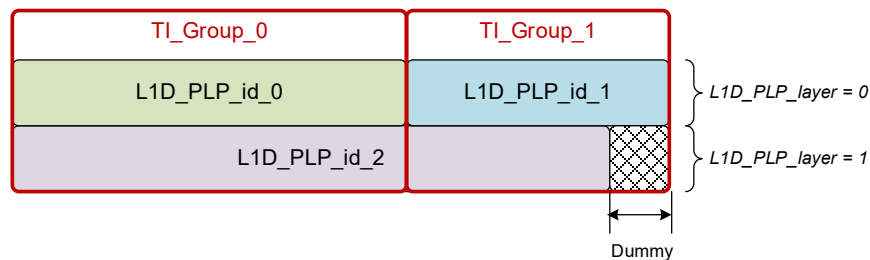 TI_Group_0
TI_Group_1
L1D_PLP_id_0
L1D_PLP_id_1
L1D_PLP_layer = 0
L1D_PLP_id_2
L1D_PLP_layer = 1
Dummy